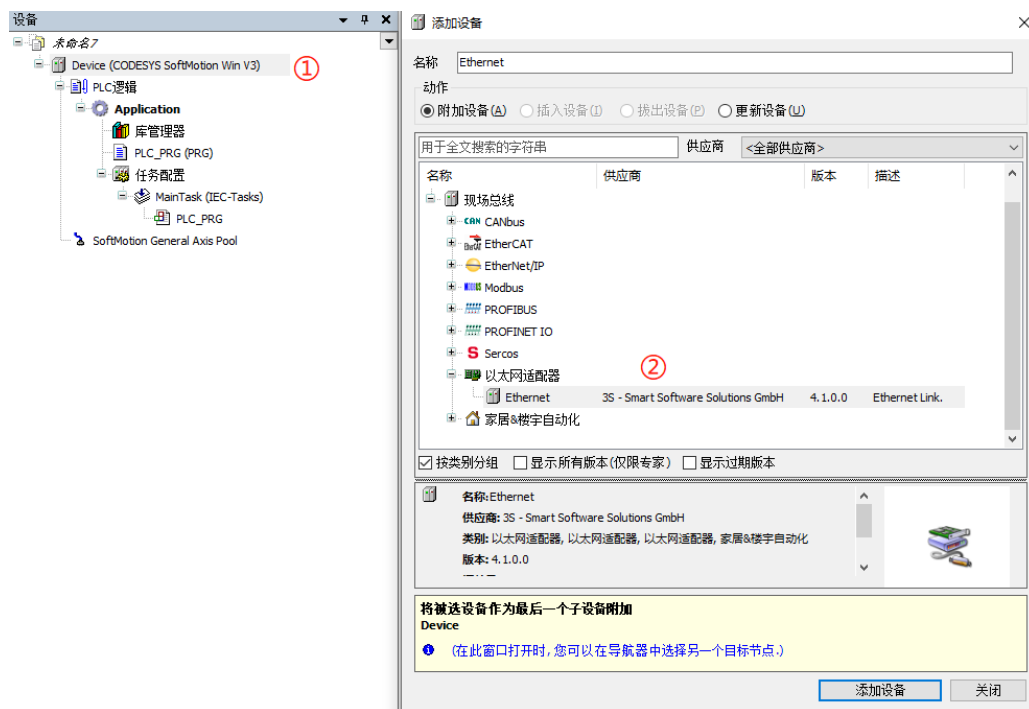 设备
未命名7
Device (CODESYS SoftMotion Win V3)
①
PLC逻辑
Application
库管理器
PLC_PRG (PRG)
任务配置
MainTask (IEC-Tasks)
PLC_PRG
SoftMotion General Axis Pool
添加设备
名称 Ethernet
动作
附加设备(A) 插入设备(I) 拔出设备(P) 更新设备(U)
用于全文搜索的字符串 供应商 <全部供应商>
名称 供应商 版本 描述
现场总线
CAN CANbus
EtherCAT
EtherNet/IP
Modbus
PROFIBUS
PROFINET IO
S Sercos
以太网适配器
②
Ethernet 3S - Smart Software Solutions GmbH 4.1.0.0 Ethernet Link.
家居&楼宇自动化
按类别分组 显示所有版本(仅限专家) 显示过期版本
名称:Ethernet
供应商: 3S - Smart Software Solutions GmbH
类别: 以太网适配器, 以太网适配器, 以太网适配器, 家居&楼宇自动化
版本: 4.1.0.0
将被选设备作为最后一个子设备附加
Device
(在此窗口打开时,您可以在导航器中选择另一个目标节点.)
添加设备 关闭